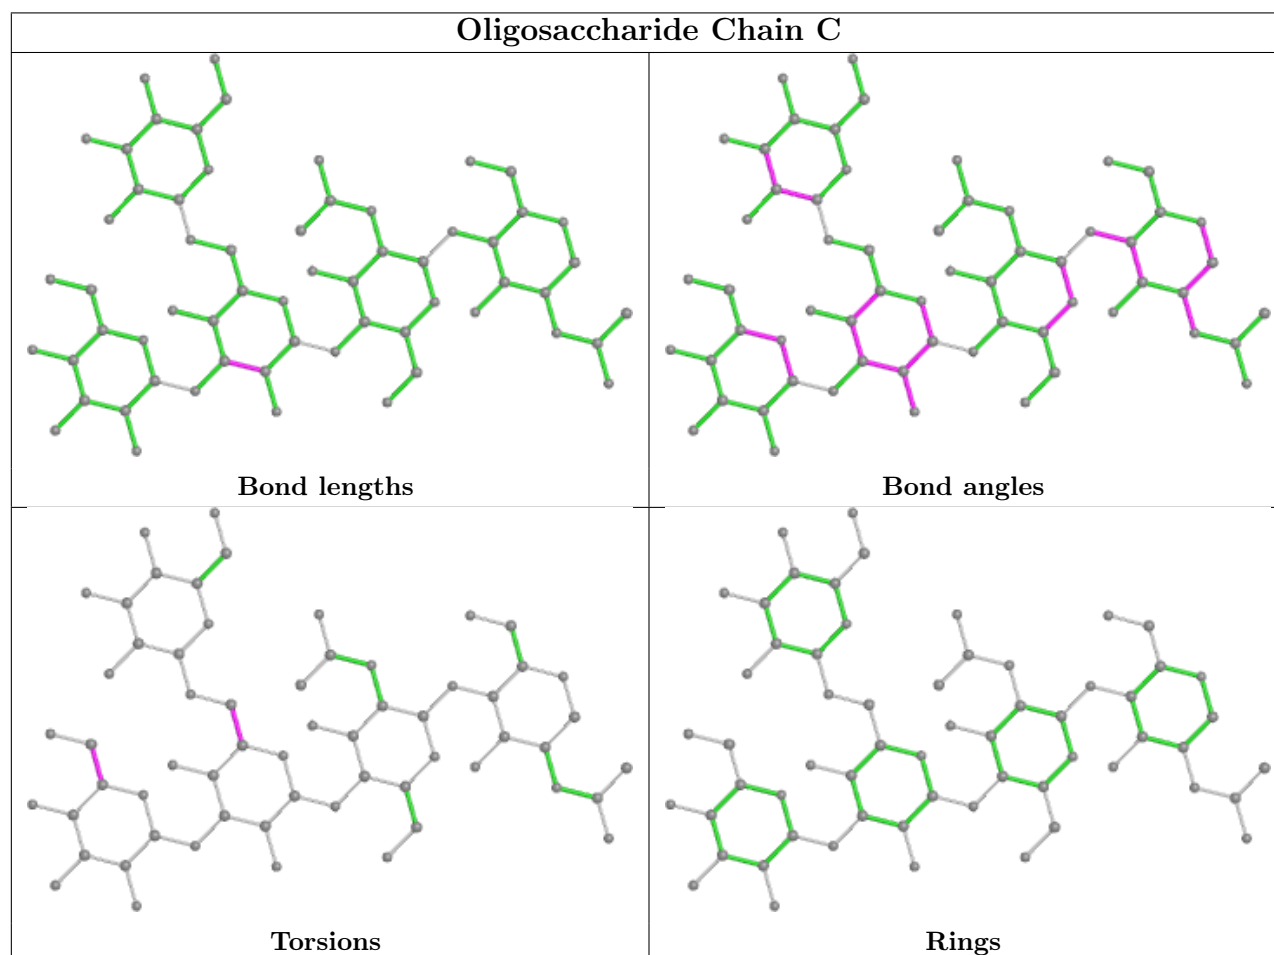 Oligosaccharide Chain C
Bond lengths
Bond angles
Torsions
Rings